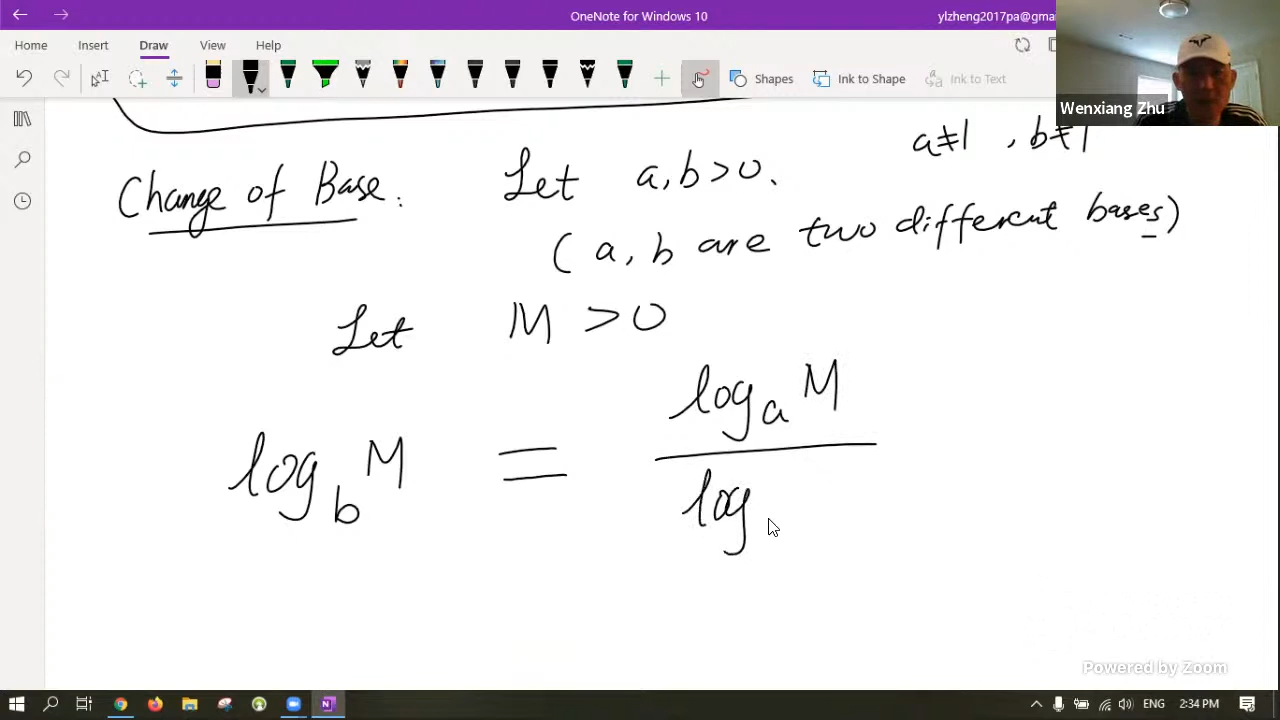 OneNote for Windows 10
ylzheng2017pa@gma
Home Insert Draw View Help
Shapes Ink to Shape Ink to Text
Wenxiang Zhu
a≠1 , b≠1
Change of Base: Let a,b>0.
( a, b are two different bases)
Let M > 0
log_b M = log_a M
log
Powered by Zoom
ENG 2:34 PM